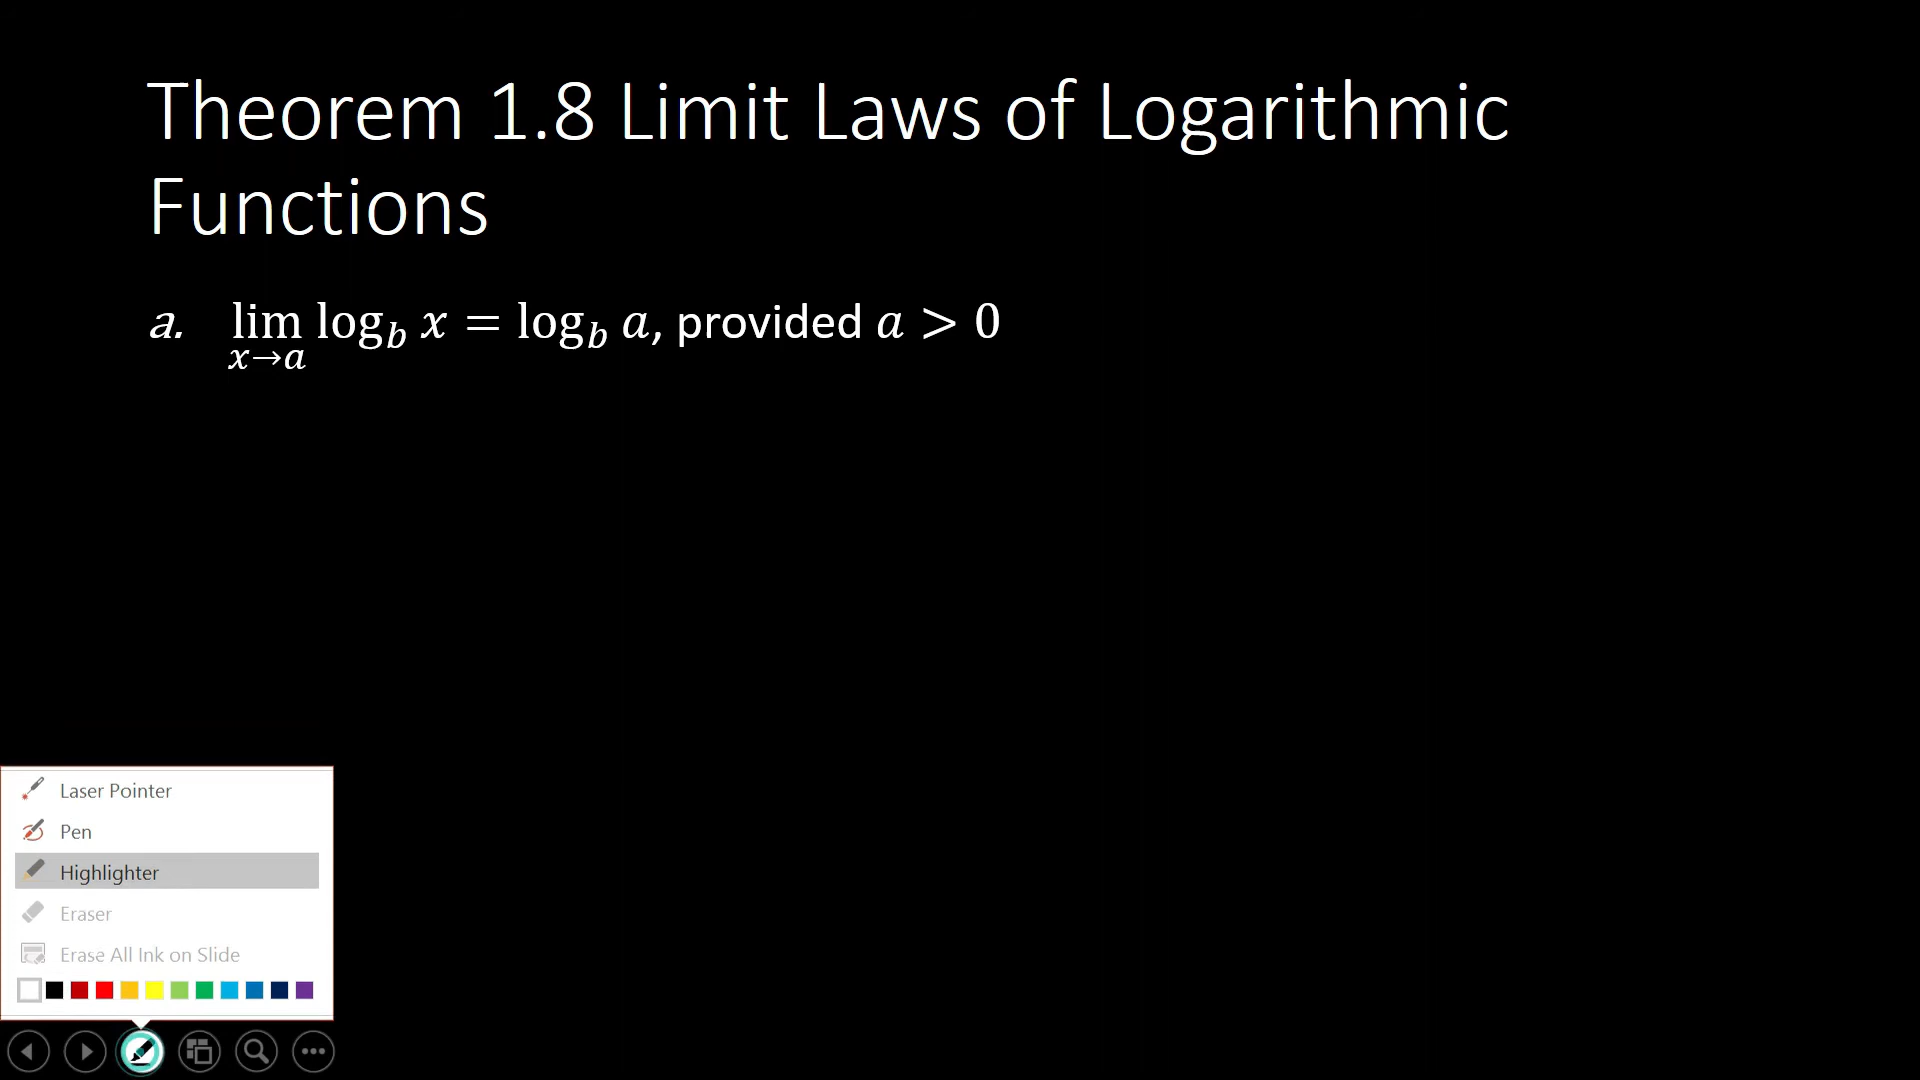 Theorem 1.8 Limit Laws of Logarithmic
Functions
a. lim x→a log_b x = log_b a, provided a > 0
Laser Pointer
Pen
Highlighter
Eraser
Erase All Ink on Slide